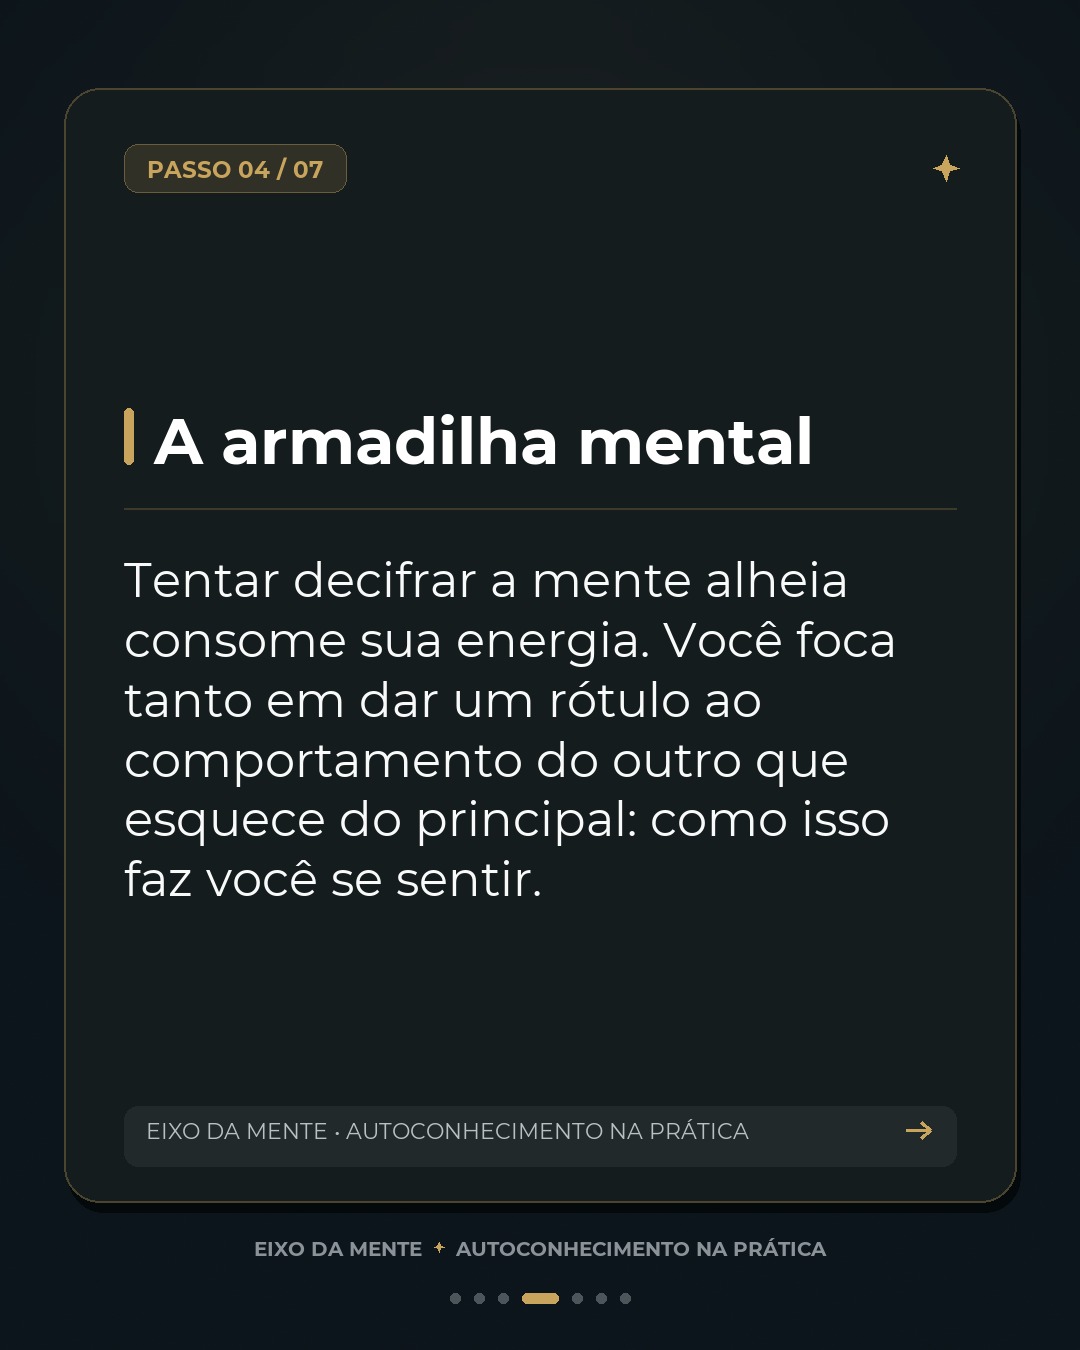 PASSO 04 / 07
A armadilha mental
Tentar decifrar a mente alheia
consome sua energia. Você foca
tanto em dar um rótulo ao
comportamento do outro que
esquece do principal: como isso
faz você se sentir.
EIXO DA MENTE • AUTOCONHECIMENTO NA PRÁTICA
EIXO DA MENTE ✦ AUTOCONHECIMENTO NA PRÁTICA